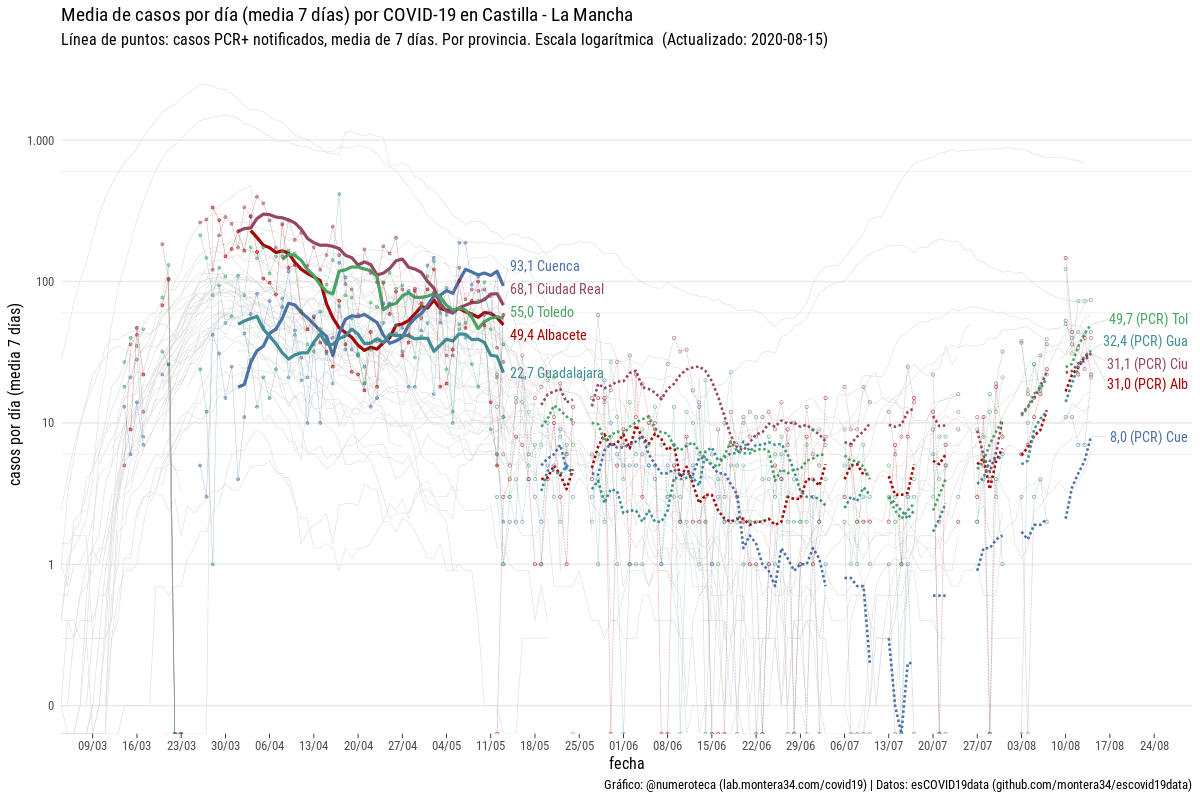 Media de casos por día (media 7 días) por COVID-19 en Castilla - La Mancha
Línea de puntos: casos PCR+ notificados, media de 7 días. Por provincia. Escala logarítmica (Actualizado: 2020-08-15)
casos por día (media 7 días)
1.000
100
10
1
0
93,1 Cuenca
68,1 Ciudad Real
55,0 Toledo
49,4 Albacete
22,7 Guadalajara
49,7 (PCR) Tol
32,4 (PCR) Gua
31,1 (PCR) Ciu
31,0 (PCR) Alb
8,0 (PCR) Cue
09/03 16/03 23/03 30/03 06/04 13/04 20/04 27/04 04/05 11/05 18/05 25/05 01/06 08/06 15/06 22/06 29/06 06/07 13/07 20/07 27/07 03/08 10/08 17/08 24/08
fecha
Gráfico: @numeroteca (lab.montera34.com/covid19) | Datos: esCOVID19data (github.com/montera34/escovid19data)